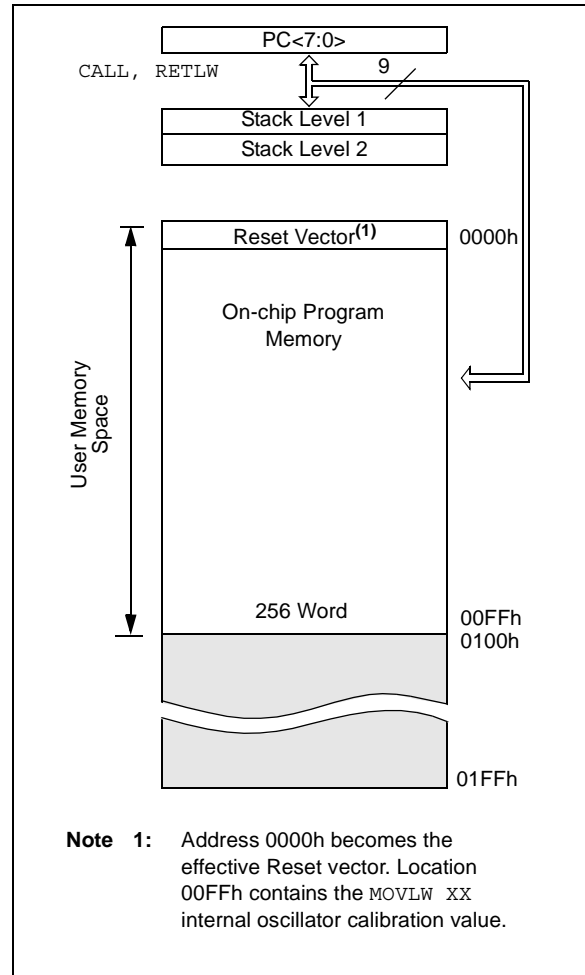 PC<7:0>
CALL, RETLW
9
Stack Level 1
Stack Level 2
Reset Vector(1)
0000h
On-chip Program
Memory
User Memory
Space
256 Word
00FFh
0100h
01FFh
Note 1: Address 0000h becomes the
effective Reset vector. Location
00FFh contains the MOVLW XX
internal oscillator calibration value.